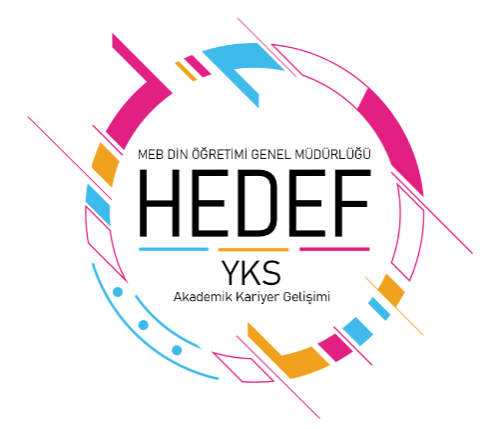 MEB DİN ÖĞRETİMİ GENEL MÜDÜRLÜĞÜ
HEDEF
YKS
Akademik Kariyer Gelişimi